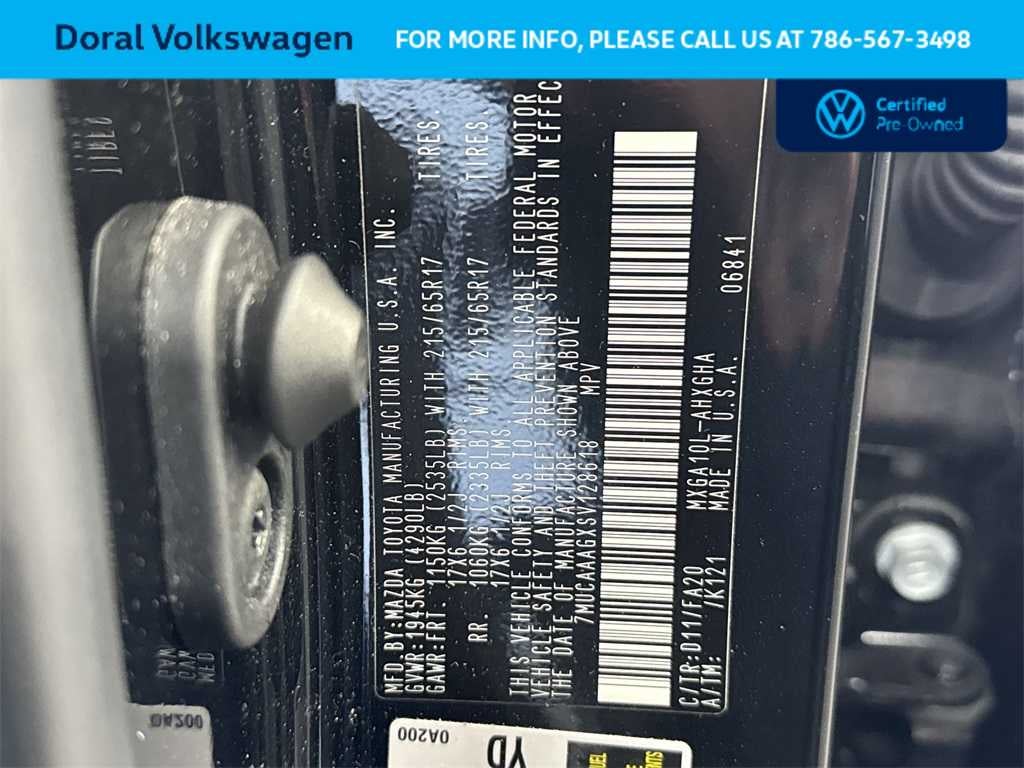 Doral Volkswagen
FOR MORE INFO, PLEASE CALL US AT 786-567-3498
Certified
Pre-Owned
MFD.BY:MAZDA TOYOTA MANUFACTURING U.S.A. INC.
GVWR:1945KG (4290LB)
GAWR:FRT. 1150KG (2535LB) WITH 215/65R17 TIRES.
17X6 1/2J RIMS
RR. 1060KG (2335LB) WITH 215/65R17 TIRES.
17X6 1/2J RIMS
THIS VEHICLE CONFORMS TO ALL APPLICABLE FEDERAL MOTOR
VEHICLE SAFETY AND THEFT PREVENTION STANDARDS IN EFFEC
THE DATE OF MANUFACTURE SHOWN ABOVE
7MUCAAAGXSV128618 MPV
C/TR:D11/FA20 MXGA10L-AHXGHA
A/TM: /K121 MADE IN U.S.A. 06841
0A200
0A200
YD